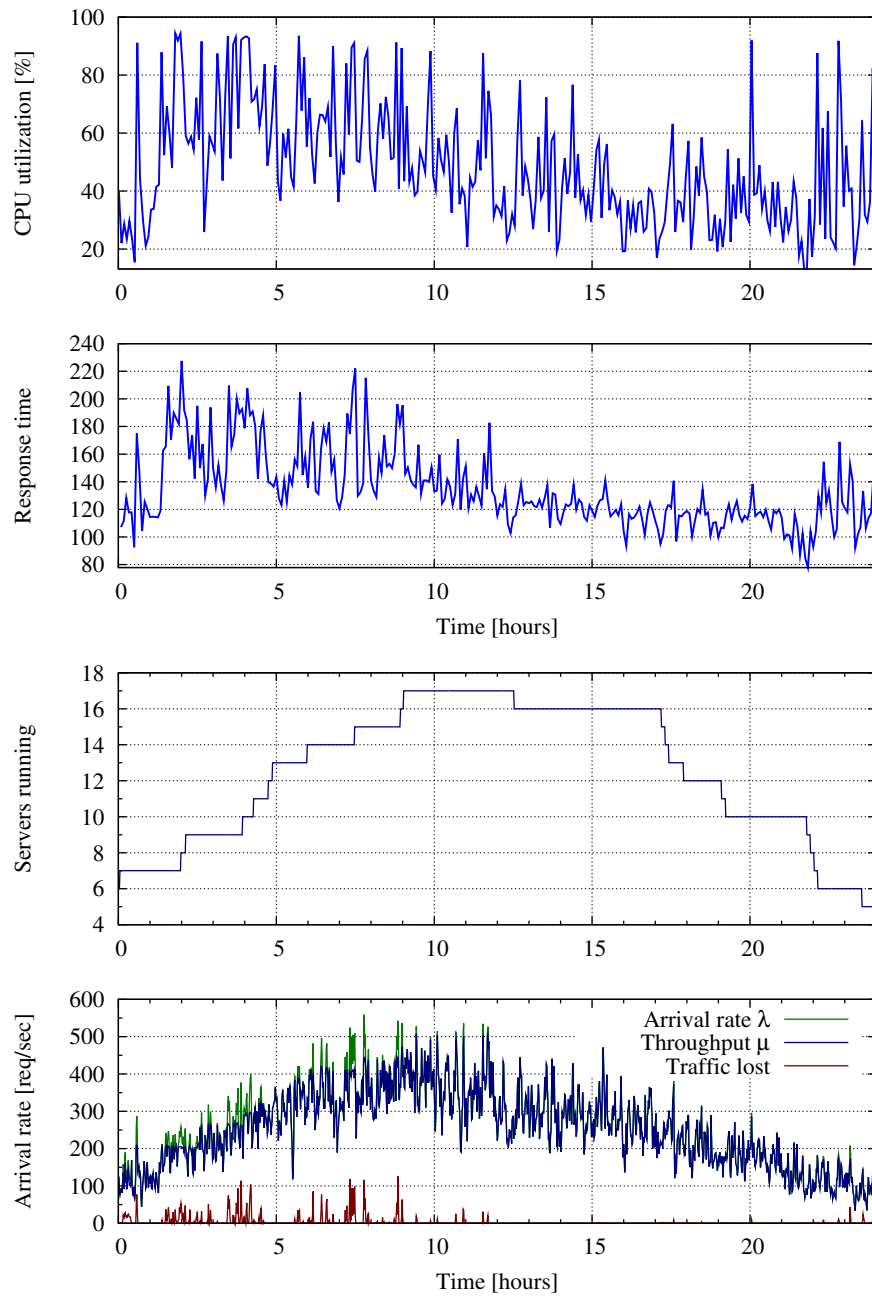 CPU utilization [%]
100
80
60
40
20
0 5 10 15 20
Response time
240
220
200
180
160
140
120
100
80
0 5 10 15 20
Time [hours]
Servers running
18
16
14
12
10
8
6
4
0 5 10 15 20
Arrival rate [req/sec]
600
500
400
300
200
100
0
Arrival rate λ
Throughput μ
Traffic lost
0 5 10 15 20
Time [hours]